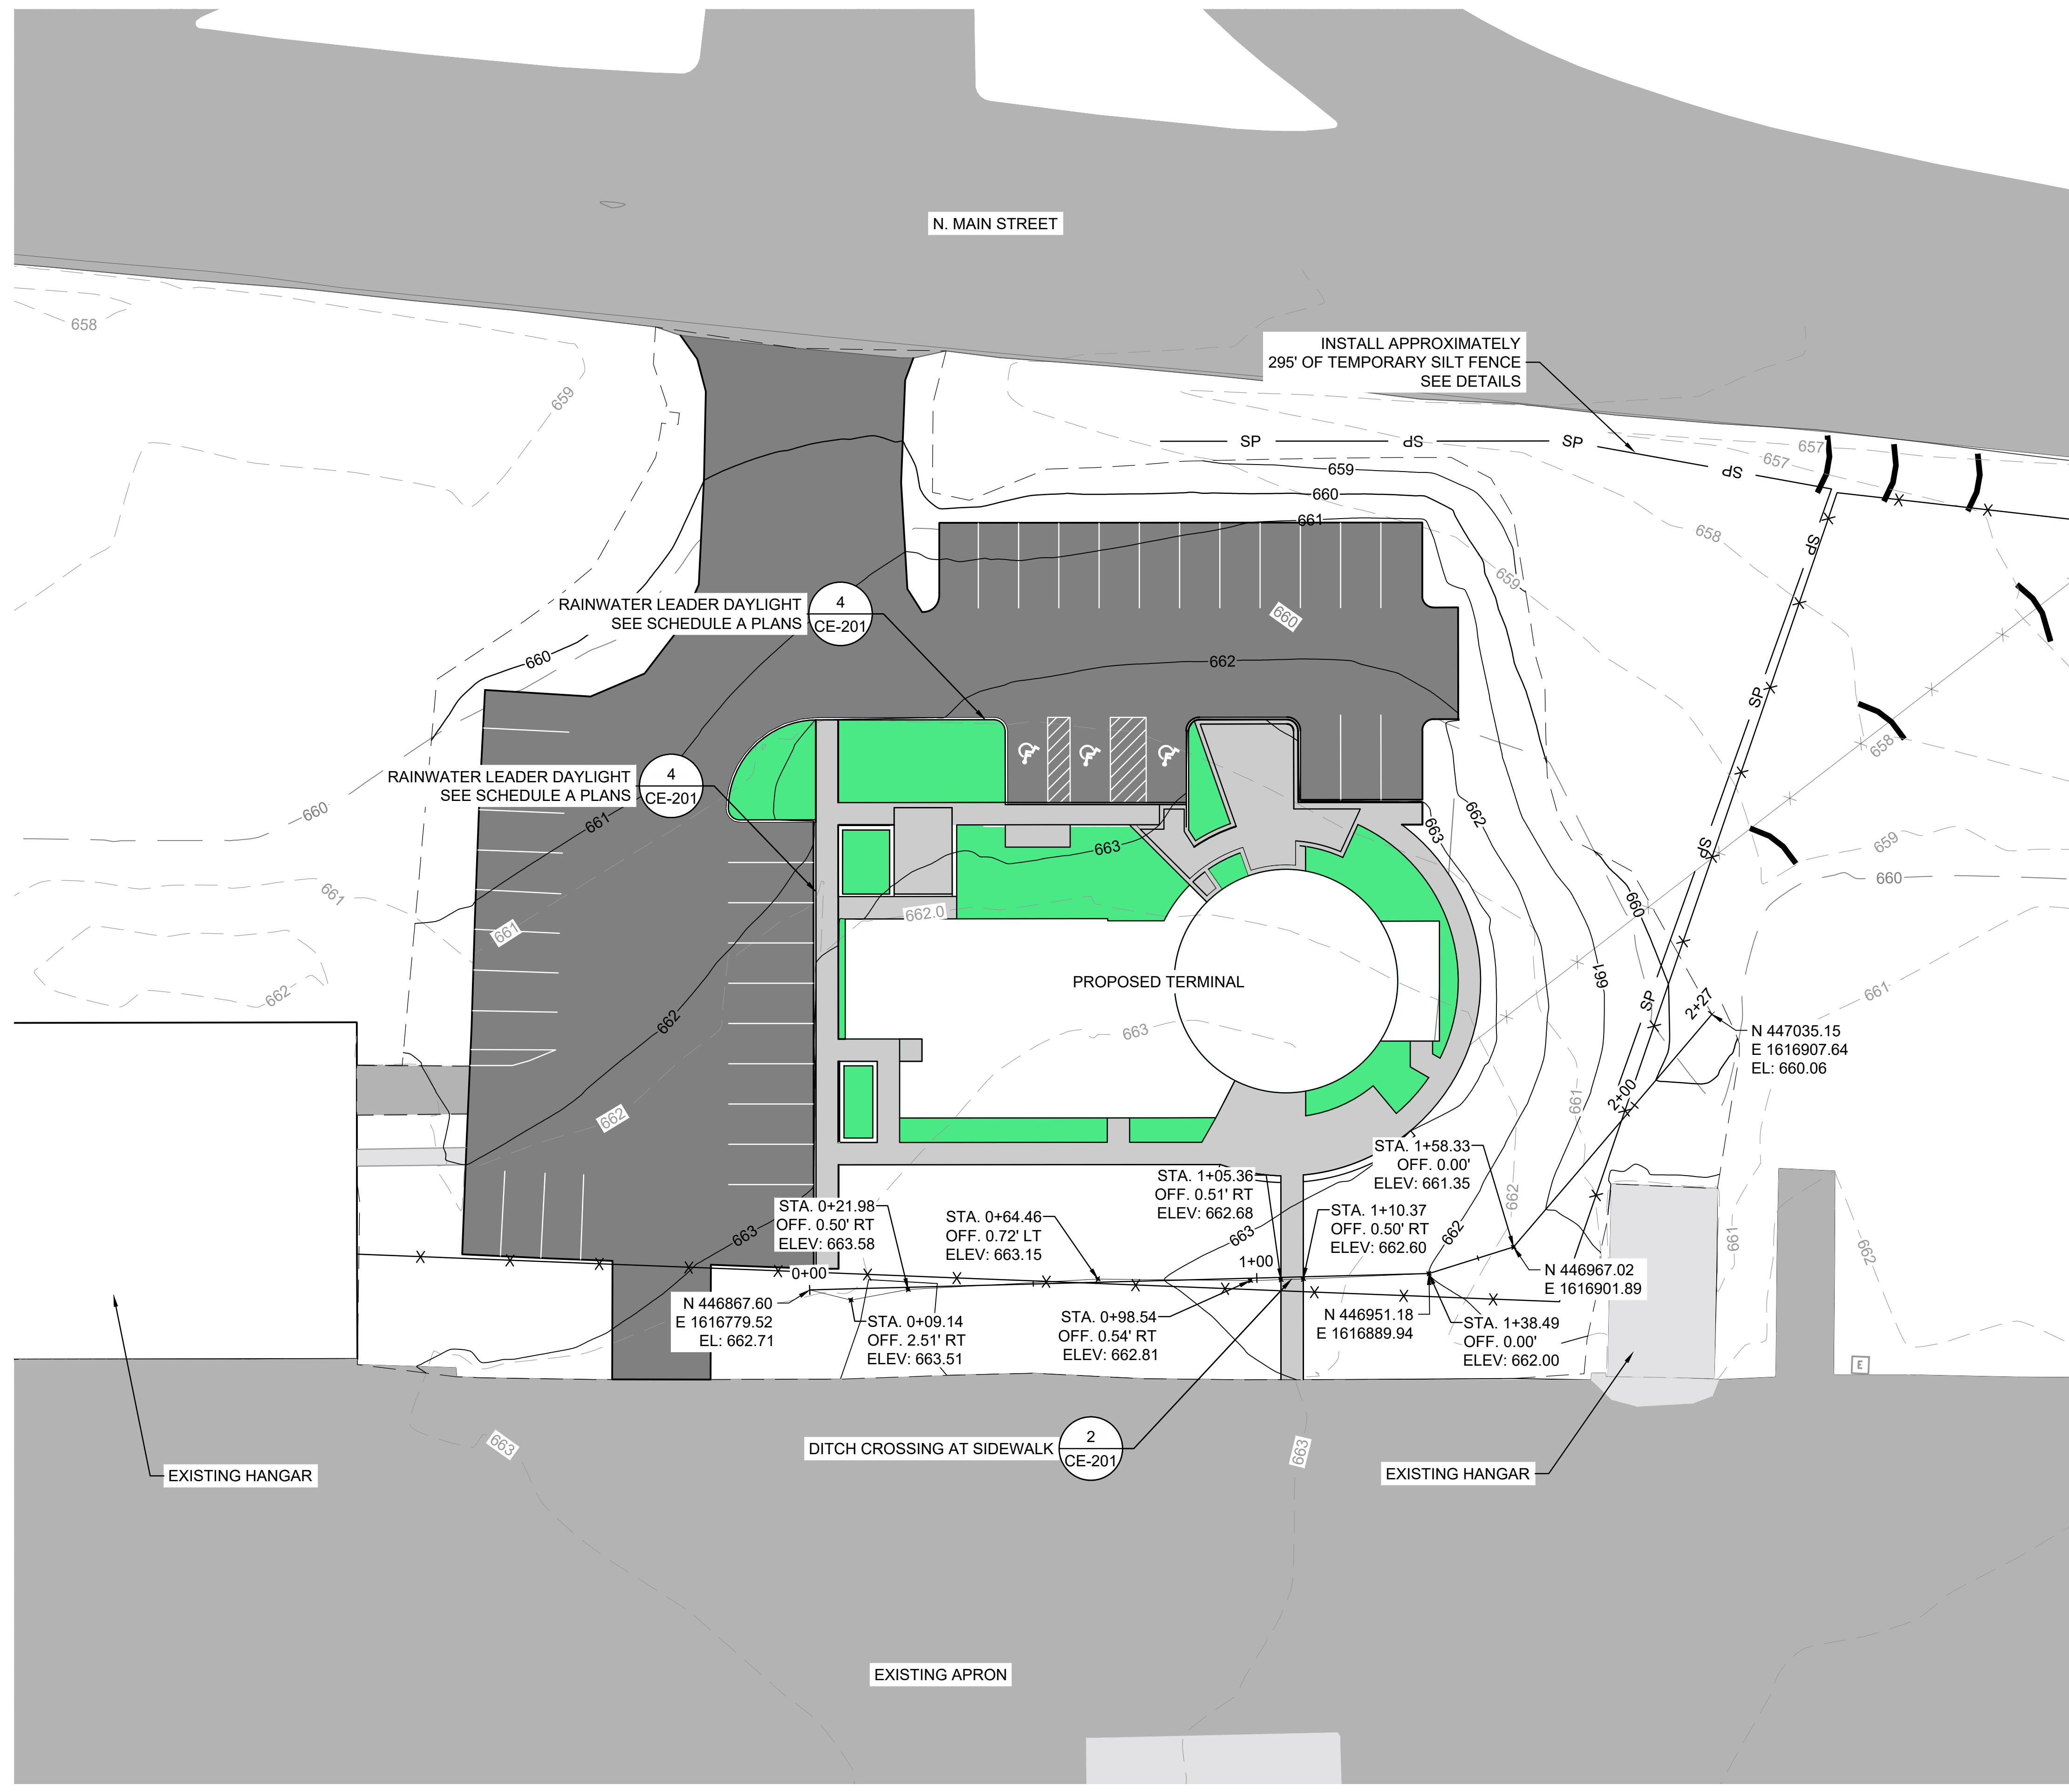 N. MAIN STREET
658
INSTALL APPROXIMATELY
295' OF TEMPORARY SILT FENCE
SEE DETAILS
659
SP
SP
SP
SP
657
657
659
660
661
658
SP
659
RAINWATER LEADER DAYLIGHT
SEE SCHEDULE A PLANS
4
CE-201
660
660
662
SP
658
RAINWATER LEADER DAYLIGHT
SEE SCHEDULE A PLANS
4
CE-201
660
661
663
662
663
SP
659
660
661
662.0
661
660
662
PROPOSED TERMINAL
661
661
662
663
SP
2+27
N 447035.15
E 1616907.64
EL: 660.06
2+00
662
661
STA. 1+58.33
OFF. 0.00'
ELEV: 661.35
STA. 1+05.36
OFF. 0.51' RT
ELEV: 662.68
STA. 0+21.98
OFF. 0.50' RT
ELEV: 663.58
STA. 0+64.46
OFF. 0.72' LT
ELEV: 663.15
STA. 1+10.37
OFF. 0.50' RT
ELEV: 662.60
662
663
663
662
661
662
0+00
1+00
N 446967.02
E 1616901.89
N 446867.60
E 1616779.52
EL: 662.71
STA. 0+09.14
OFF. 2.51' RT
ELEV: 663.51
STA. 0+98.54
OFF. 0.54' RT
ELEV: 662.81
N 446951.18
E 1616889.94
STA. 1+38.49
OFF. 0.00'
ELEV: 662.00
E
663
DITCH CROSSING AT SIDEWALK
2
CE-201
663
EXISTING HANGAR
EXISTING HANGAR
EXISTING APRON